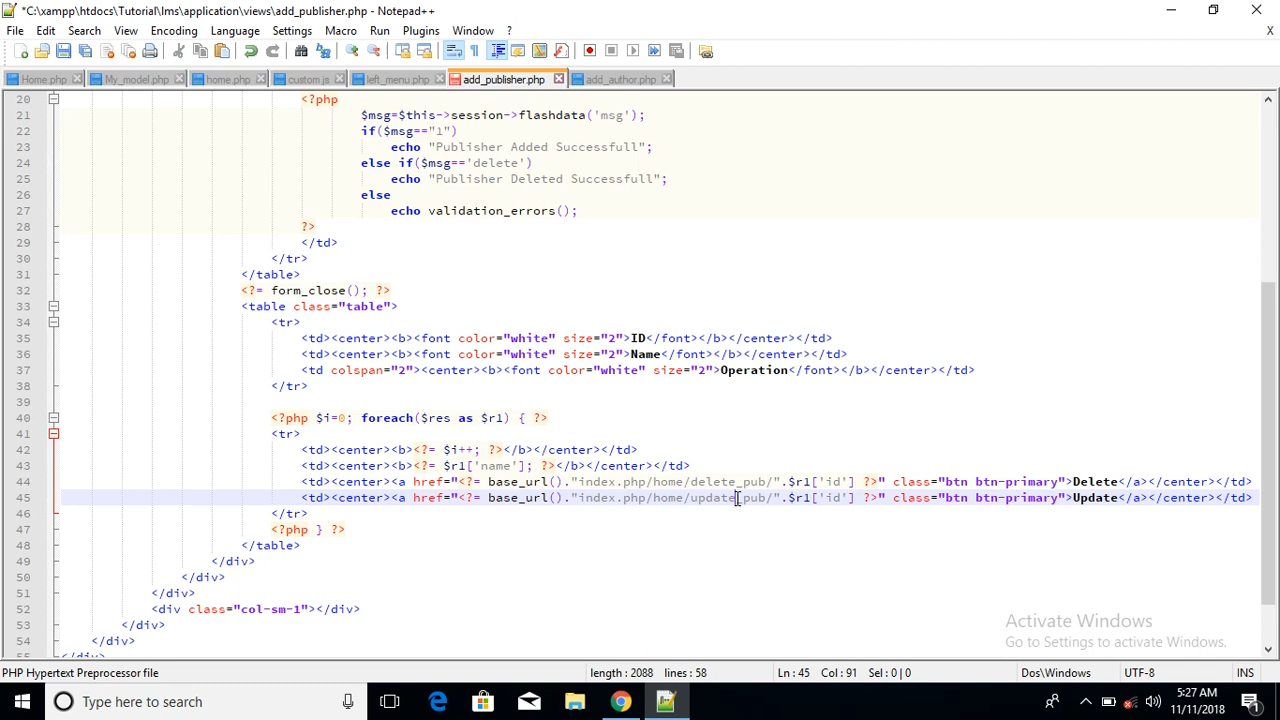 *C:\xampp\htdocs\Tutorial\lms\application\views\add_publisher.php - Notepad++
File Edit Search View Encoding Language Settings Macro Run Plugins Window ? X
Home.php My_model.php home.php custom.js left_menu.php add_publisher.php add_author.php
20 <?php
21 $msg=$this->session->flashdata('msg');
22 if($msg=="1")
23 echo "Publisher Added Successfull";
24 else if($msg=='delete')
25 echo "Publisher Deleted Successfull";
26 else
27 echo validation_errors();
28 ?>
29 </td>
30 </tr>
31 </table>
32 <?= form_close(); ?>
33 <table class="table">
34 <tr>
35 <td><center><b><font color="white" size="2">ID</font></b></center></td>
36 <td><center><b><font color="white" size="2">Name</font></b></center></td>
37 <td colspan="2"><center><b><font color="white" size="2">Operation</font></b></center></td>
38 </tr>
39
40 <?php $i=0; foreach($res as $r1) { ?>
41 <tr>
42 <td><center><b><?= $i++; ?></b></center></td>
43 <td><center><b><?= $r1['name']; ?></b></center></td>
44 <td><center><a href="<?= base_url()."index.php/home/delete_pub/".$r1['id'] ?>" class="btn btn-primary">Delete</a></center></td>
45 <td><center><a href="<?= base_url()."index.php/home/update_pub/".$r1['id'] ?>" class="btn btn-primary">Update</a></center></td>
46 </tr>
47 <?php } ?>
48 </table>
49 </div>
50 </div>
51 </div>
52 <div class="col-sm-1"></div>
53 </div>
54 </div>
55 </div>
Activate Windows
Go to Settings to activate Windows.
PHP Hypertext Preprocessor file length : 2088 lines : 58 Ln : 45 Col : 91 Sel : 0 | 0 Dos\Windows UTF-8 INS
Type here to search 5:27 AM
11/11/2018